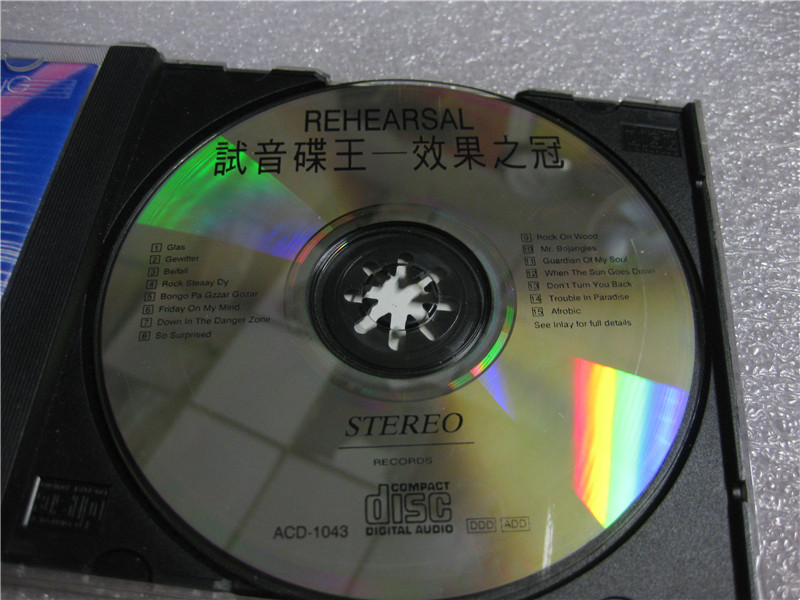 REHEARSAL
試音碟王—效果之冠
1 Glas
2 Gewitter
3 Beifall
4 Rock Steaay Dy
5 Bongo Pa Gzzar Gozar
6 Friday On My Mind
7 Down In The Danger Zone
8 So Surprised
9 Rock On Wood
10 Mr. Bojangles
11 Guardian Of My Soul
12 When The Sun Goes Down
13 Don't Turn You Back
14 Trouble In Paradise
15 Afrobic
See Inlay for full details
STEREO
RECORDS
ACD-1043
COMPACT
disc
DIGITAL AUDIO
DDD ADD